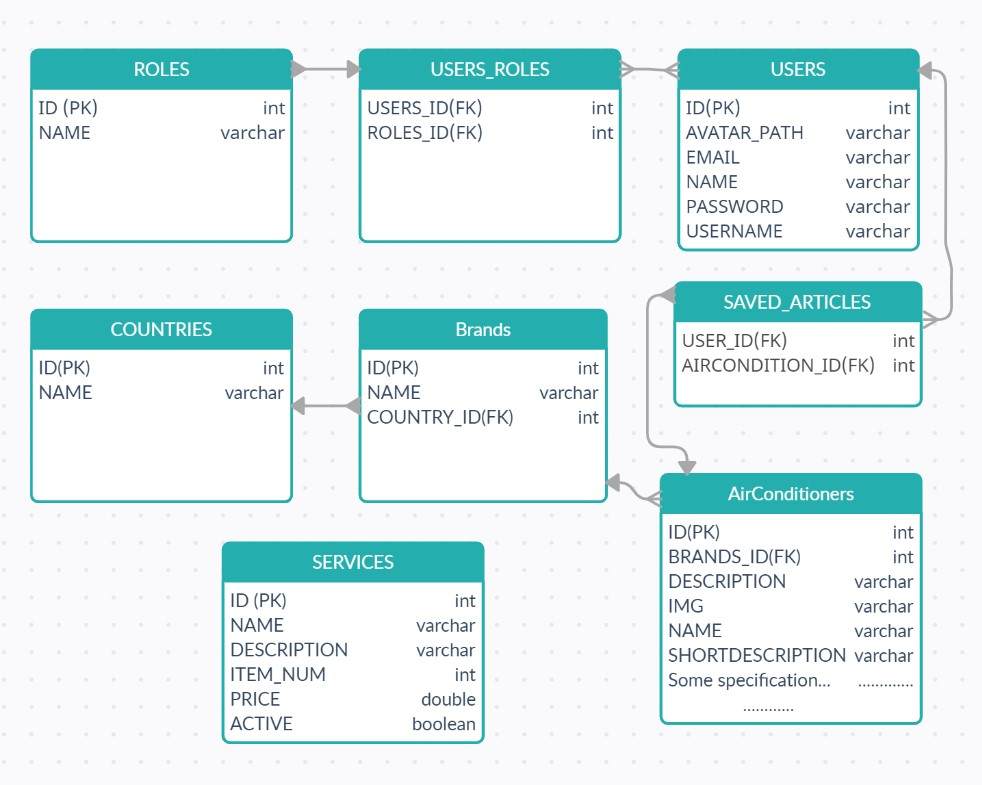 ROLES
ID (PK) int
NAME varchar
USERS_ROLES
USERS_ID(FK) int
ROLES_ID(FK) int
USERS
ID(PK) int
AVATAR_PATH varchar
EMAIL varchar
NAME varchar
PASSWORD varchar
USERNAME varchar
COUNTRIES
ID(PK) int
NAME varchar
Brands
ID(PK) int
NAME varchar
COUNTRY_ID(FK) int
SAVED_ARTICLES
USER_ID(FK) int
AIRCONDITION_ID(FK) int
AirConditioners
ID(PK) int
BRANDS_ID(FK) int
DESCRIPTION varchar
IMG varchar
NAME varchar
SHORTDESCRIPTION varchar
Some specification... .............
............
SERVICES
ID (PK) int
NAME varchar
DESCRIPTION varchar
ITEM_NUM int
PRICE double
ACTIVE boolean